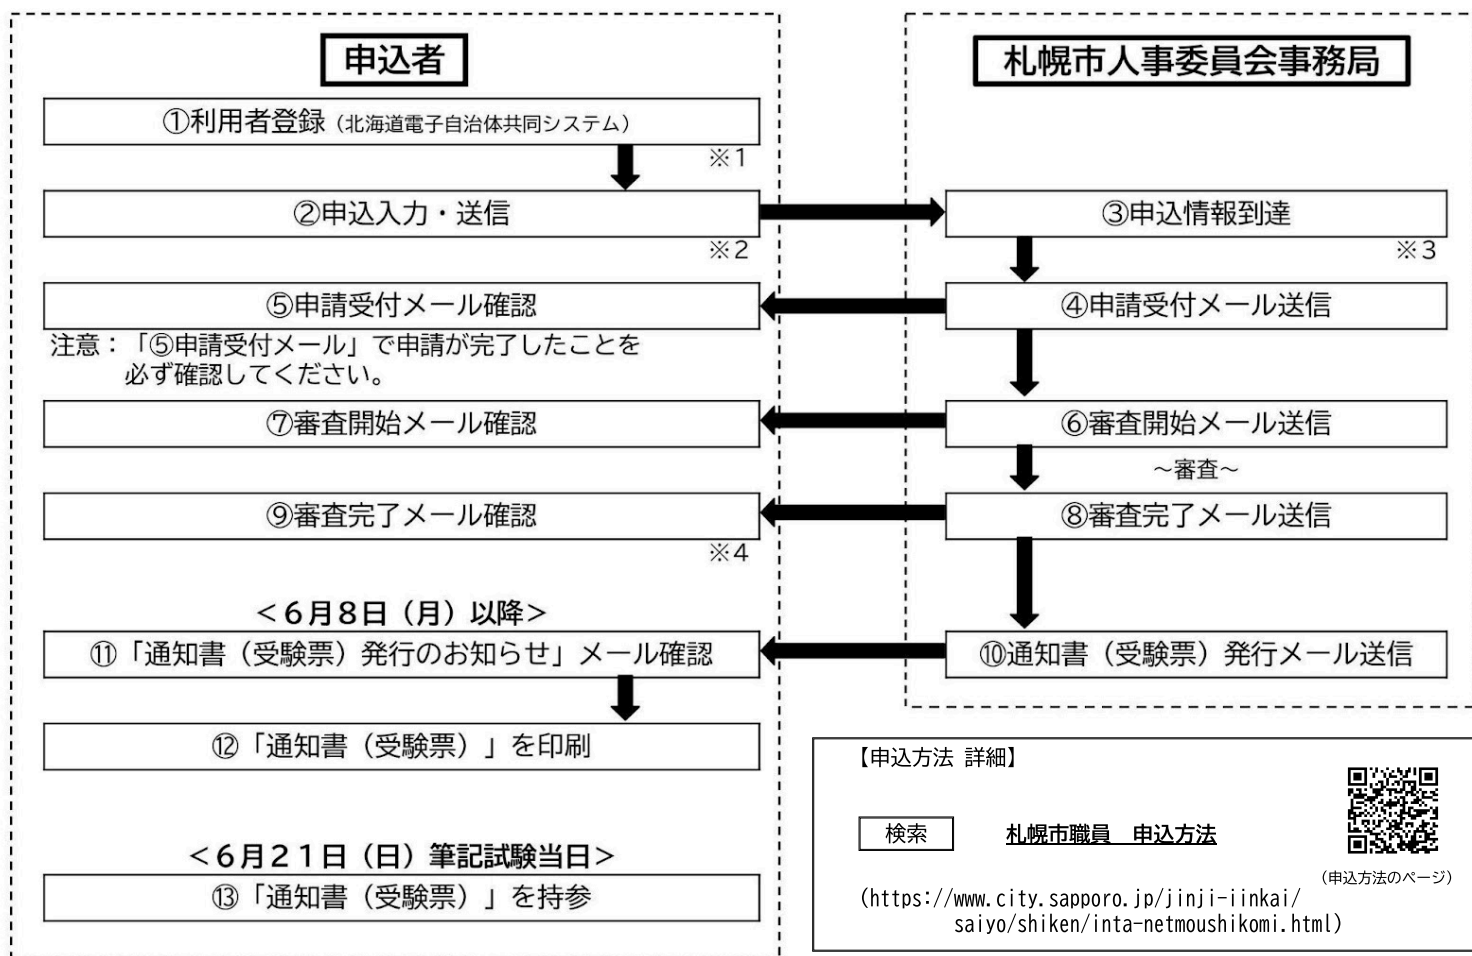 申込者
札幌市人事委員会事務局
①利用者登録（北海道電子自治体共同システム）
※1
②申込入力・送信
※2
③申込情報到達
※3
⑤申請受付メール確認
④申請受付メール送信
注意：「⑤申請受付メール」で申請が完了したことを
必ず確認してください。
⑦審査開始メール確認
⑥審査開始メール送信
～審査～
⑨審査完了メール確認
※4
⑧審査完了メール送信
＜６月８日（月）以降＞
⑪「通知書（受験票）発行のお知らせ」メール確認
⑩通知書（受験票）発行メール送信
⑫「通知書（受験票）」を印刷
＜６月２１日（日）筆記試験当日＞
⑬「通知書（受験票）」を持参
【申込方法 詳細】
検索
札幌市職員　申込方法
（申込方法のページ）
(https://www.city.sapporo.jp/jinji-iinkai/
saiyo/shiken/inta-netmoushikomi.html)